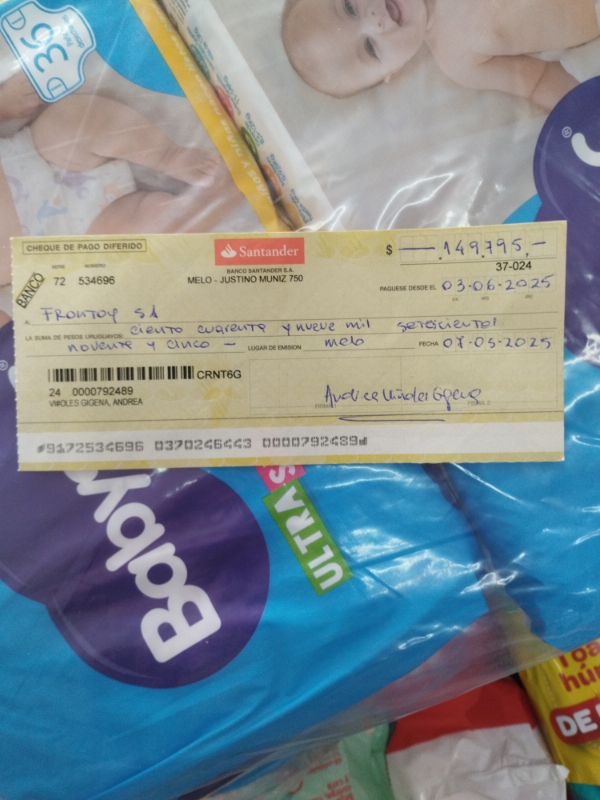 36
CHEQUE DE PAGO DIFERIDO
Santander
$ 149.795,-
BANCO
SERIE NUMERO
72 534696
BANCO SANTANDER S.A.
MELO - JUSTINO MUNIZ 750
37-024
PAGUESE DESDE EL 03-06-2025
A Frontoy SA
LA SUMA DE PESOS URUGUAYOS ciento cuarenta y nueve mil setecientos
noventa y cinco - LUGAR DE EMISION melo FECHA 07-05-2025
CRNT6G
24 0000792489
GIGENA, ANDREA
FIRMA
9172534696 0370246443 0000792489
Baby
ULTRA
DE